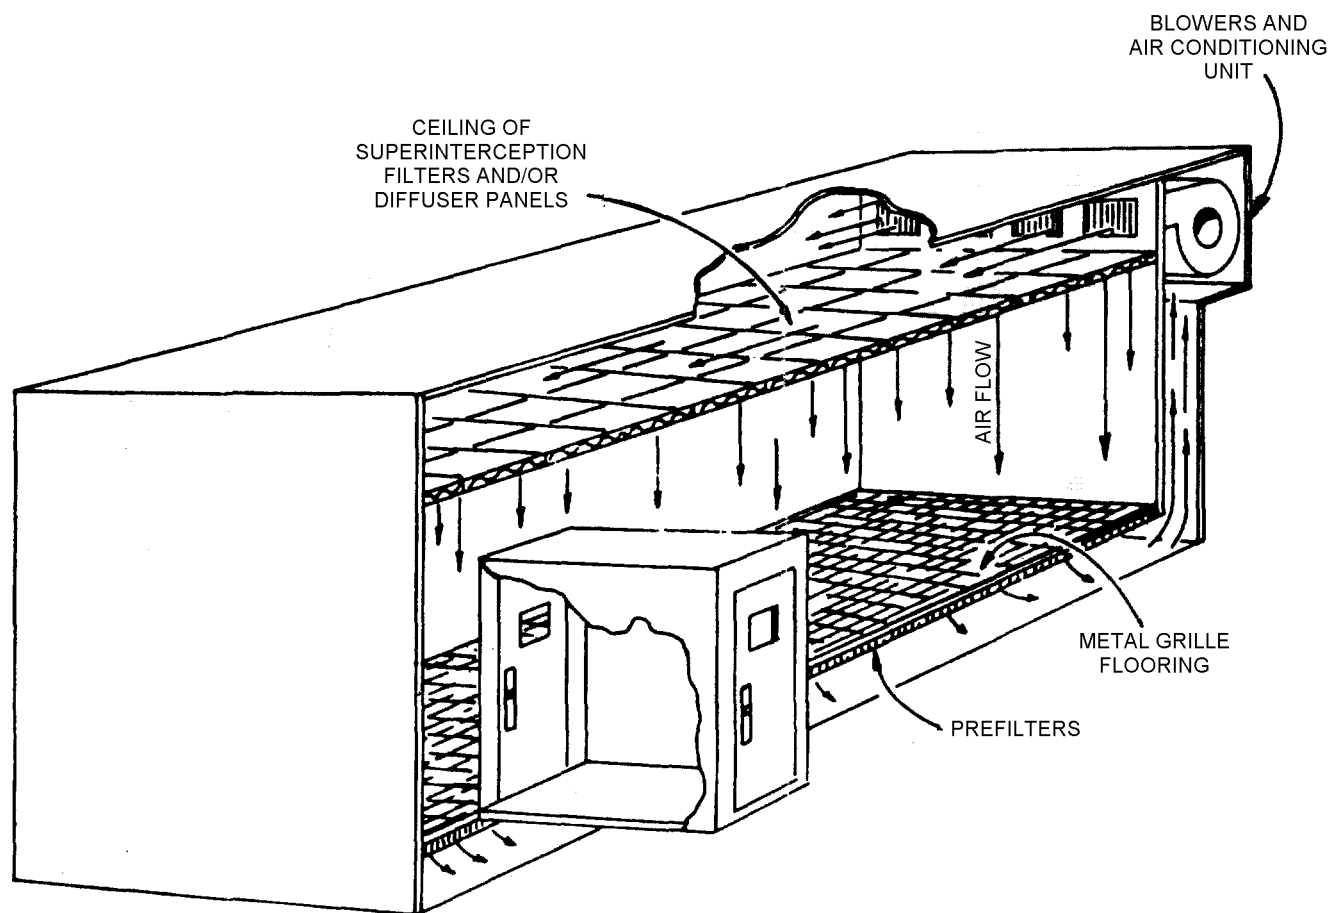 BLOWERS AND
AIR CONDITIONING
UNIT
CEILING OF
SUPERINTERCEPTION
FILTERS AND/OR
DIFFUSER PANELS
AIR FLOW
METAL GRILLE
FLOORING
PREFILTERS